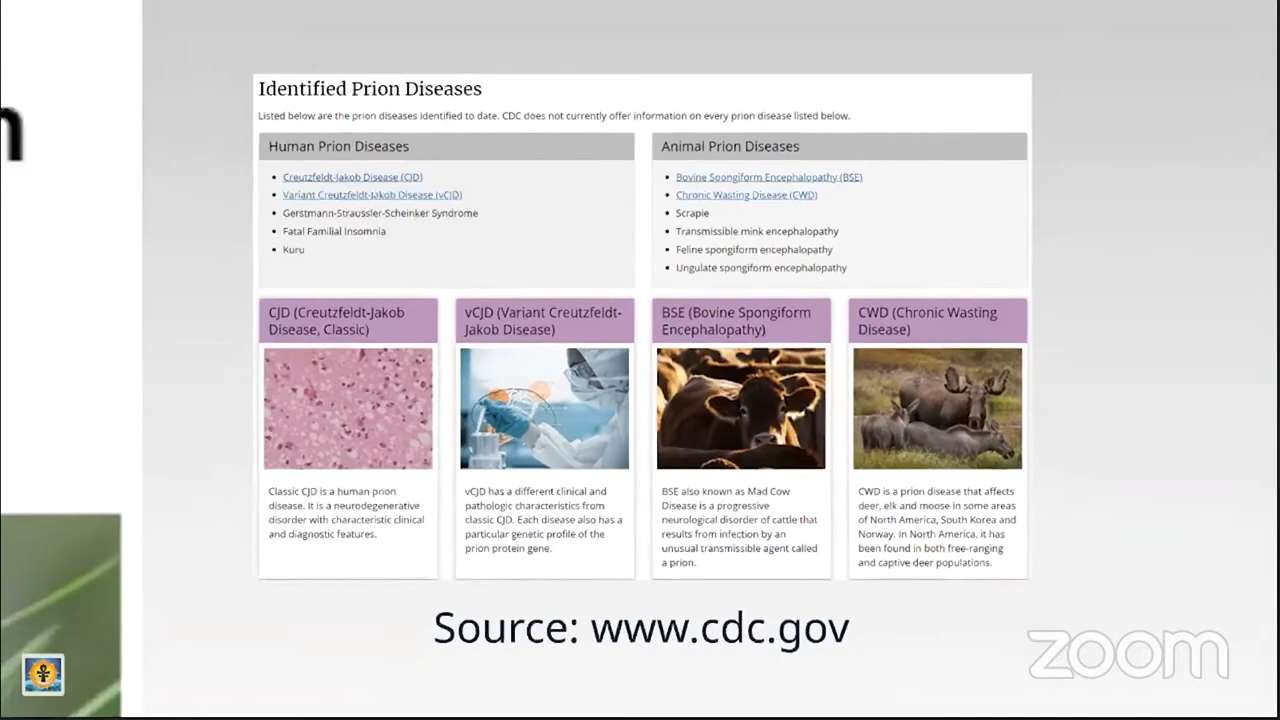 n
Identified Prion Diseases
Listed below are the prion diseases identified to date. CDC does not currently offer information on every prion disease listed below.
Human Prion Diseases
Creutzfeldt-Jakob Disease (CJD)
Variant Creutzfeldt-Jakob Disease (vCJD)
Gerstmann-Straussler-Scheinker Syndrome
Fatal Familial Insomnia
Kuru
Animal Prion Diseases
Bovine Spongiform Encephalopathy (BSE)
Chronic Wasting Disease (CWD)
Scrapie
Transmissible mink encephalopathy
Feline spongiform encephalopathy
Ungulate spongiform encephalopathy
CJD (Creutzfeldt-Jakob
Disease, Classic)
Classic CJD is a human prion
disease. It is a neurodegenerative
disorder with characteristic clinical
and diagnostic features.
vCJD (Variant Creutzfeldt-
Jakob Disease)
vCJD has a different clinical and
pathologic characteristics from
classic CJD. Each disease also has a
particular genetic profile of the
prion protein gene.
BSE (Bovine Spongiform
Encephalopathy)
BSE also known as Mad Cow
Disease is a progressive
neurological disorder of cattle that
results from infection by an
unusual transmissible agent called
a prion.
CWD (Chronic Wasting
Disease)
CWD is a prion disease that affects
deer, elk and moose in some areas
of North America, South Korea and
Norway. In North America, it has
been found in both free-ranging
and captive deer populations.
Source: www.cdc.gov
zoom